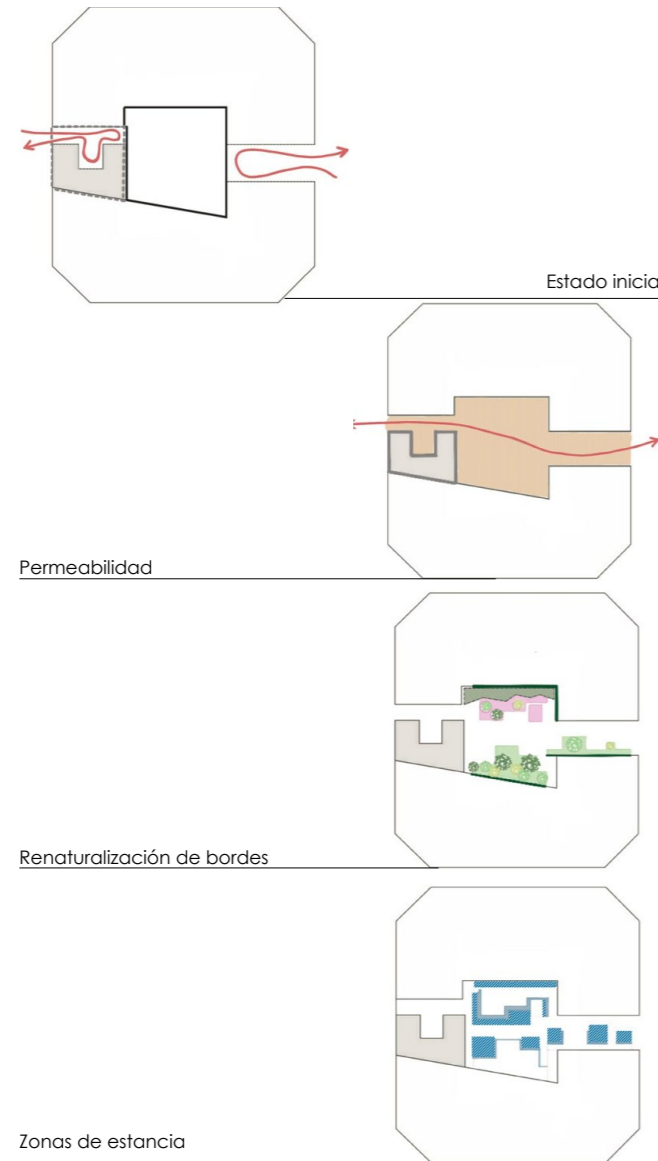 Estado inicia
Permeabilidad
Renaturalización de bordes
Zonas de estancia